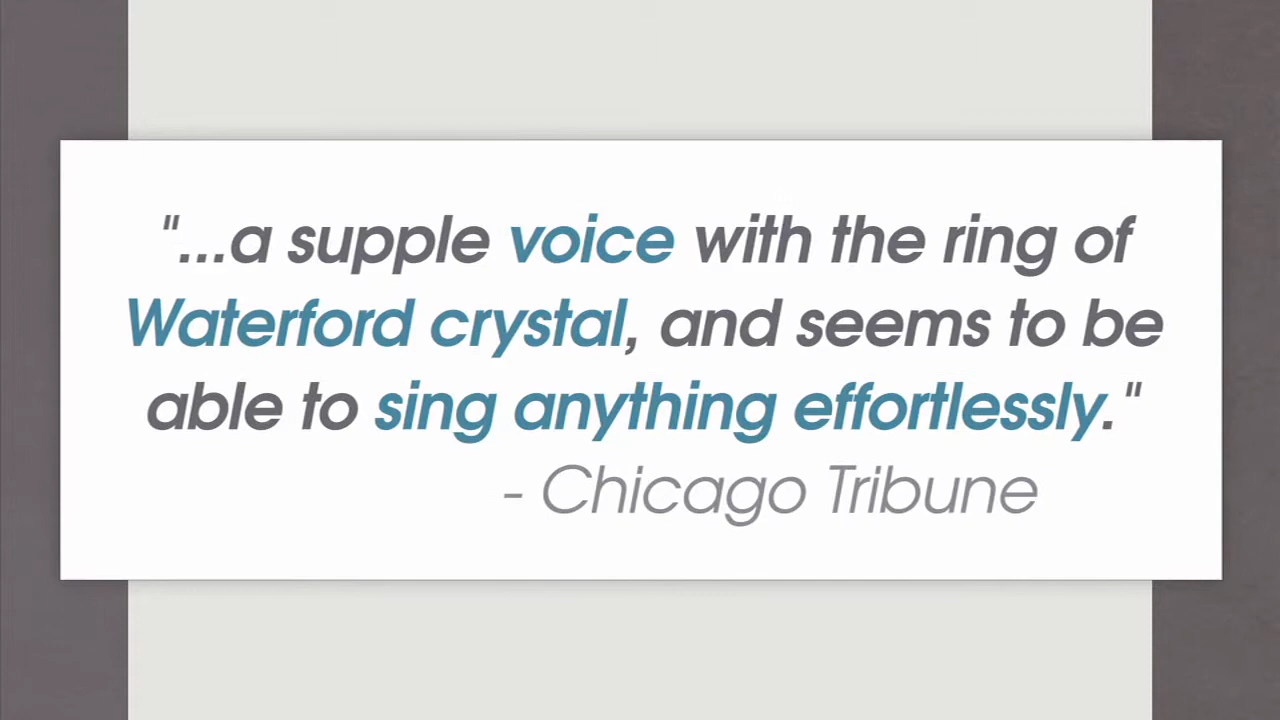 "...a supple voice with the ring of
Waterford crystal, and seems to be
able to sing anything effortlessly."
- Chicago Tribune